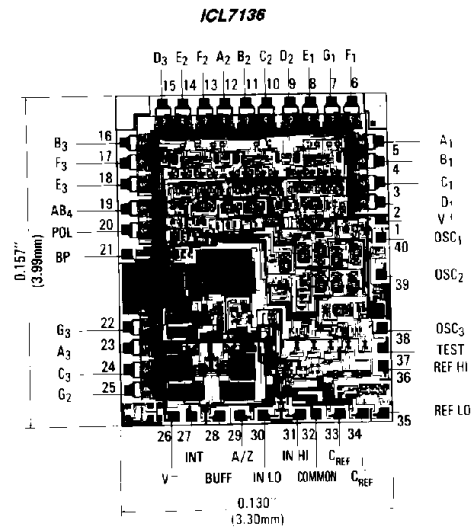 ICL7136
D3 E2 F2 A2 B2 C2 D2 E1 G1 F1
15 14 13 12 11 10 9 8 7 6
B3 16
F3 17
E3 18
AB4 19
POL 20
BP 21
G3 22
A3 23
C3 24
G2 25
5 A1
4 B1
3 C1
2 D1
1 V+
40 OSC1
39 OSC2
38 OSC3
37 TEST
36 REF HI
35 REF LO
26 27 28 29 30 31 32 33 34
INT A/Z IN HI CREF
V− BUFF IN LO COMMON CREF
0.157"
(3.99mm)
0.130"
(3.30mm)